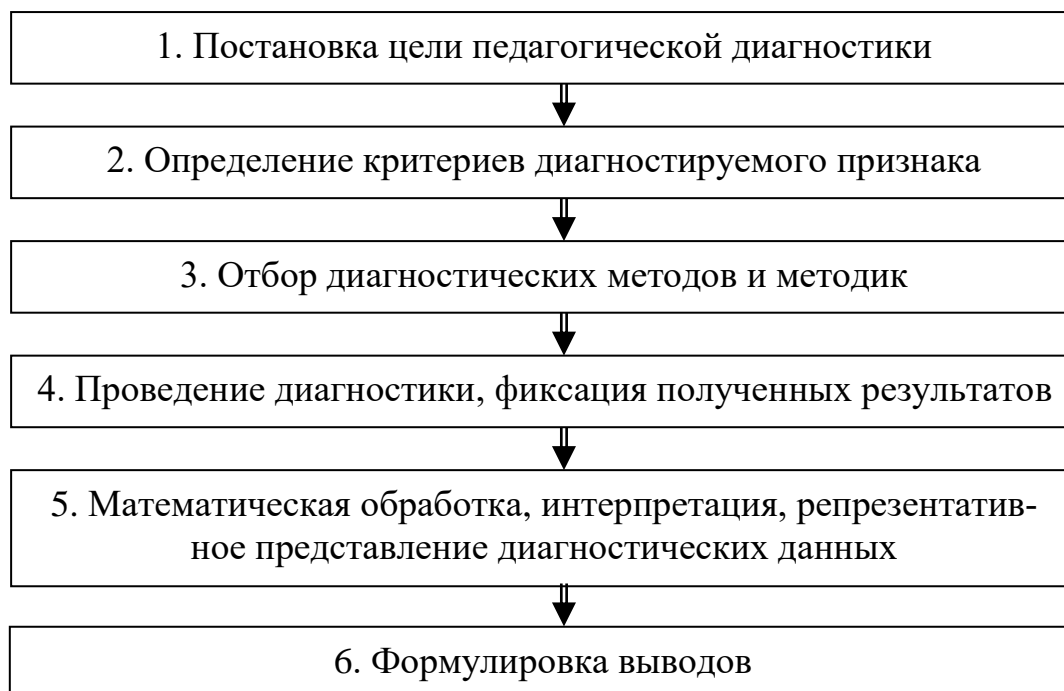 1. Постановка цели педагогической диагностики
2. Определение критериев диагностируемого признака
3. Отбор диагностических методов и методик
4. Проведение диагностики, фиксация полученных результатов
5. Математическая обработка, интерпретация, репрезентатив-
ное представление диагностических данных
6. Формулировка выводов